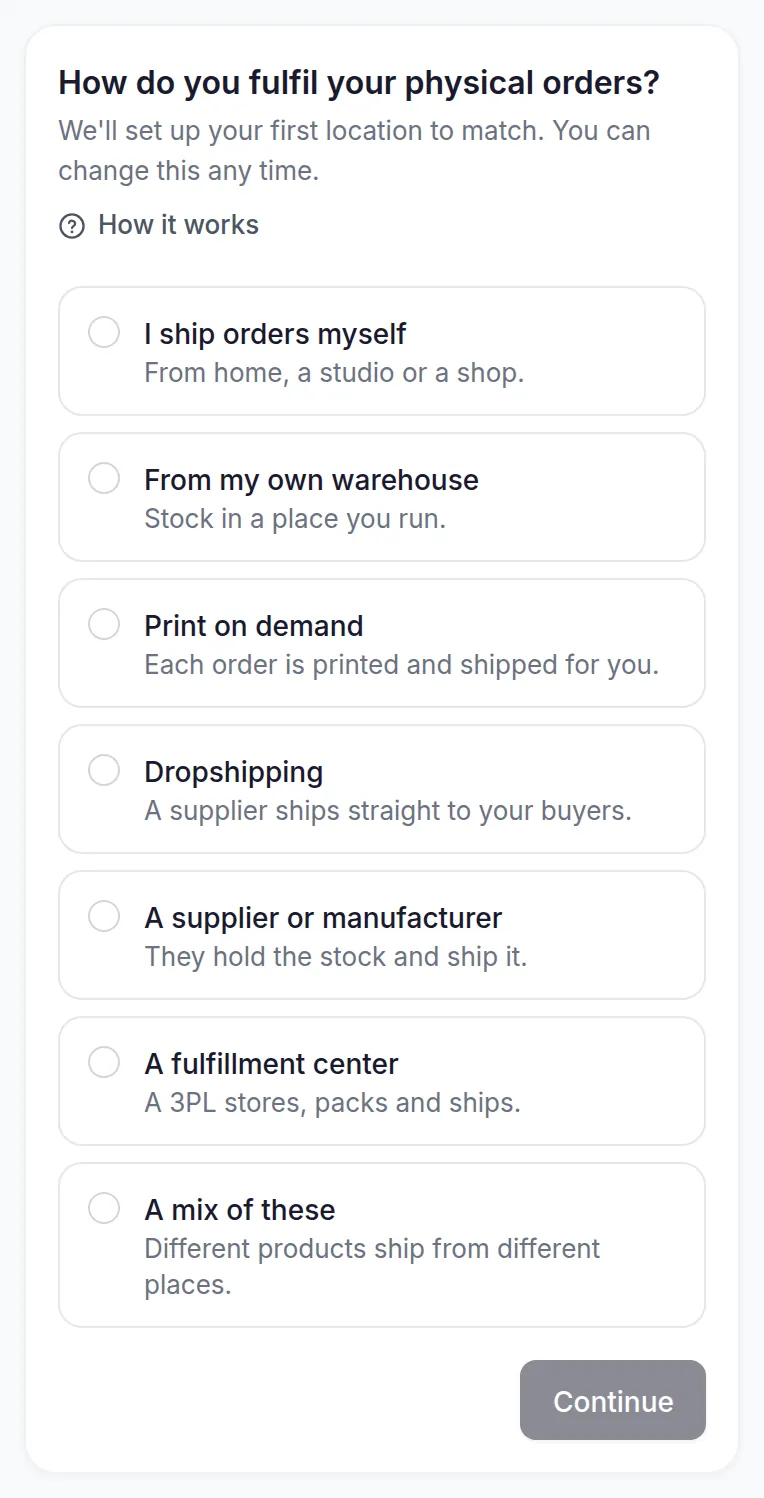 How do you fulfil your physical orders?
We'll set up your first location to match. You can
change this any time.
How it works
I ship orders myself
From home, a studio or a shop.
From my own warehouse
Stock in a place you run.
Print on demand
Each order is printed and shipped for you.
Dropshipping
A supplier ships straight to your buyers.
A supplier or manufacturer
They hold the stock and ship it.
A fulfillment center
A 3PL stores, packs and ships.
A mix of these
Different products ship from different
places.
Continue